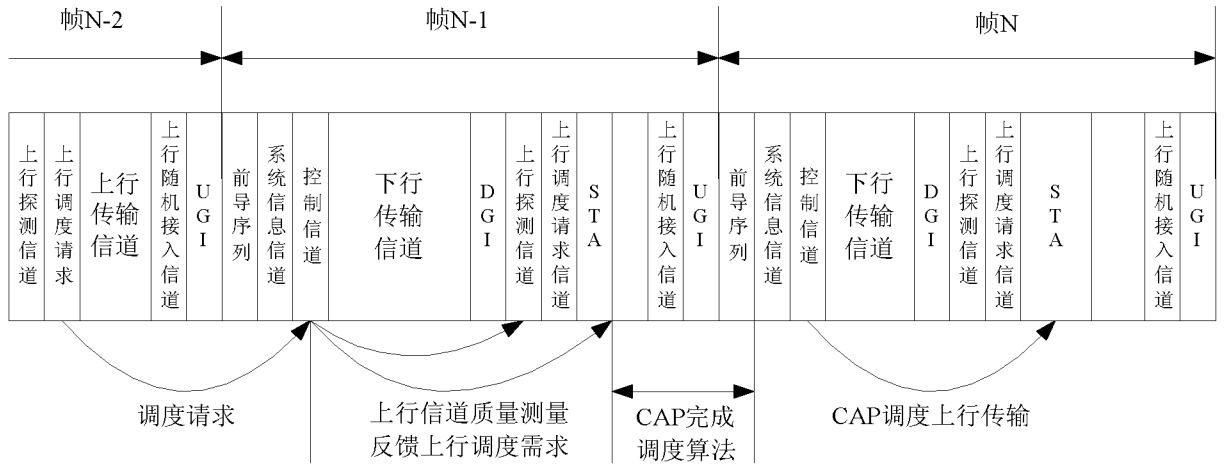 帧N-2
帧N-1
帧N
上行探测信道
上行调度请求
上行
传输
信道
上行随机接入信道
UGI
前导序列
系统信息信道
控制信道
下行
传输
信道
DGI
上行探测信道
上行调度请求信道
STA
上行随机接入信道
UGI
前导序列
系统信息信道
控制信道
下行
传输
信道
DGI
上行探测信道
上行调度请求信道
STA
上行随机接入信道
UGI
调度请求
上行信道质量测量
反馈上行调度需求
CAP完成
调度算法
CAP调度上行传输